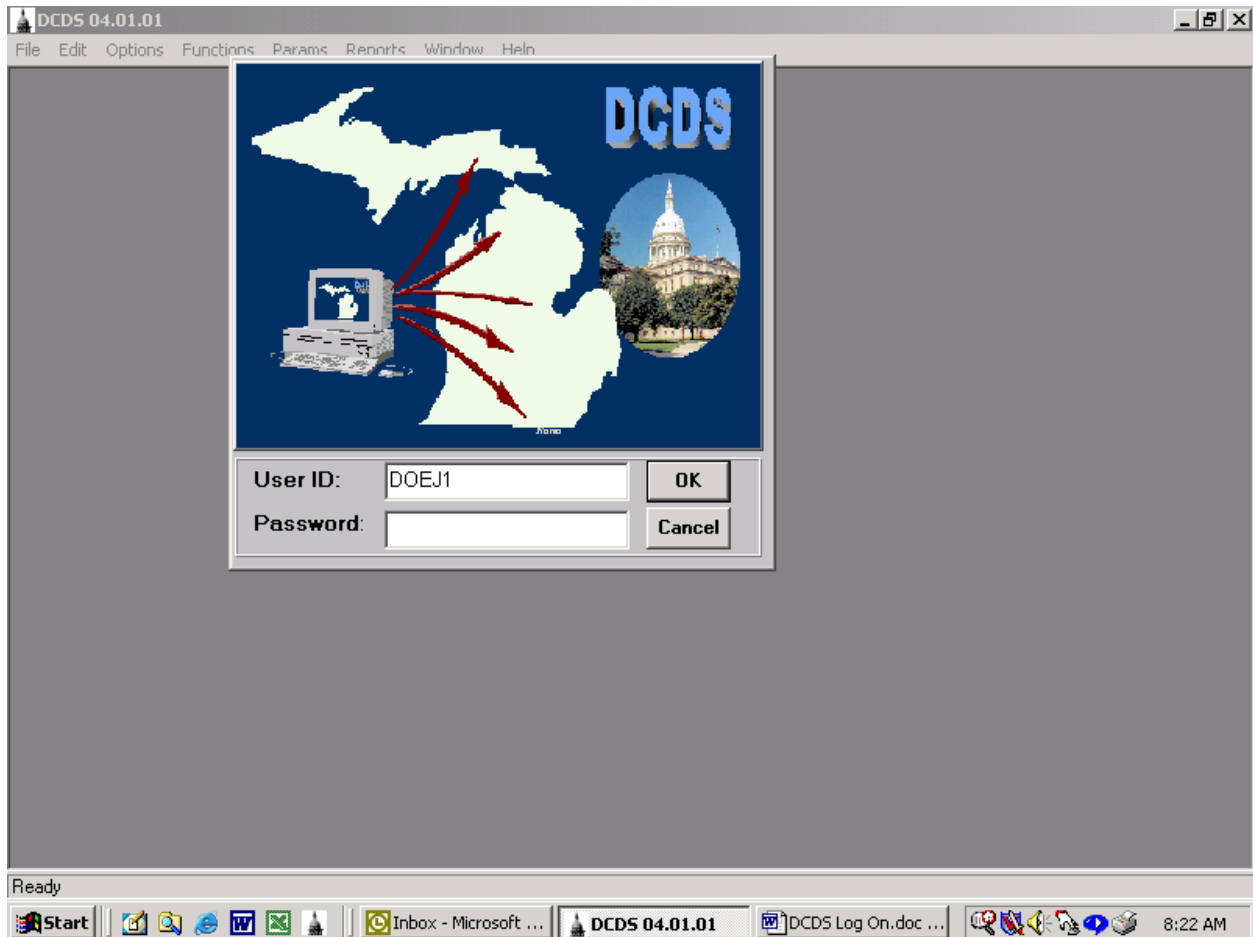 DCDS 04.01.01
File Edit Options Functions Params Reports Window Help
DCDS
User ID: DOEJ1 OK
Password: Cancel
Ready
Start Inbox - Microsoft ... DCDS 04.01.01 DCDS Log On.doc ... 8:22 AM